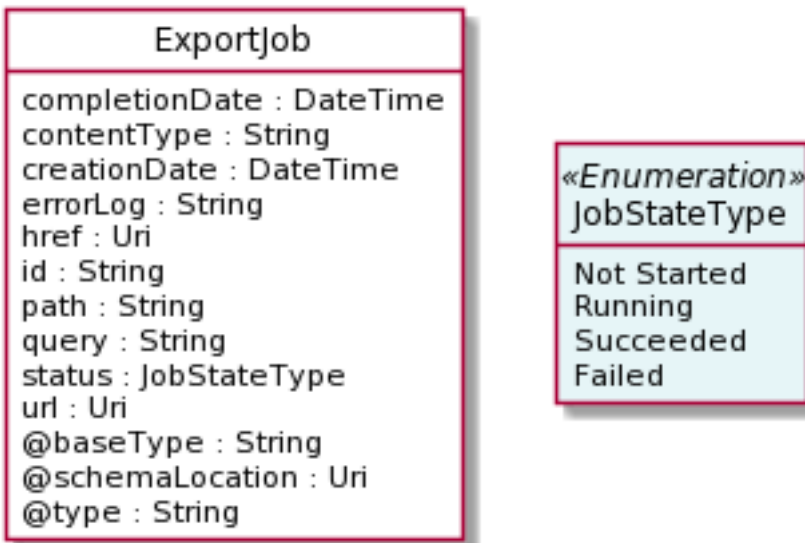 ExportJob
completionDate : DateTime
contentType : String
creationDate : DateTime
errorLog : String
href : Uri
id : String
path : String
query : String
status : JobStateType
url : Uri
@baseType : String
@schemaLocation : Uri
@type : String
«Enumeration»
JobStateType
Not Started
Running
Succeeded
Failed